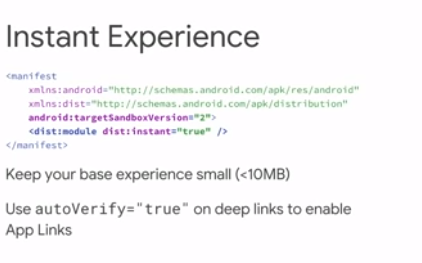 Instant Experience
<manifest
xmlns:android="http://schemas.android.com/apk/res/android"
xmlns:dist="http://schemas.android.com/apk/distribution"
android:targetSandboxVersion="2">
<dist:module dist:instant="true" />
</manifest>
Keep your base experience small (<10MB)
Use autoVerify="true" on deep links to enable
App Links